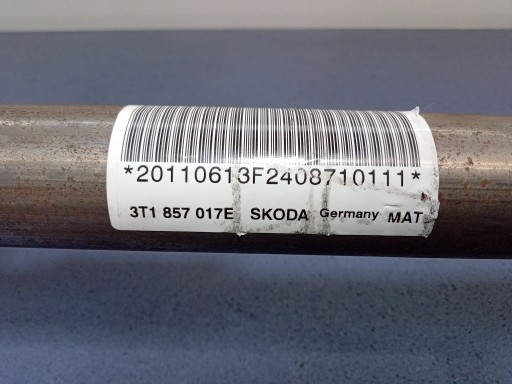 *20110613F2408710111*
3T1 857 017E SKODA Germany MAT